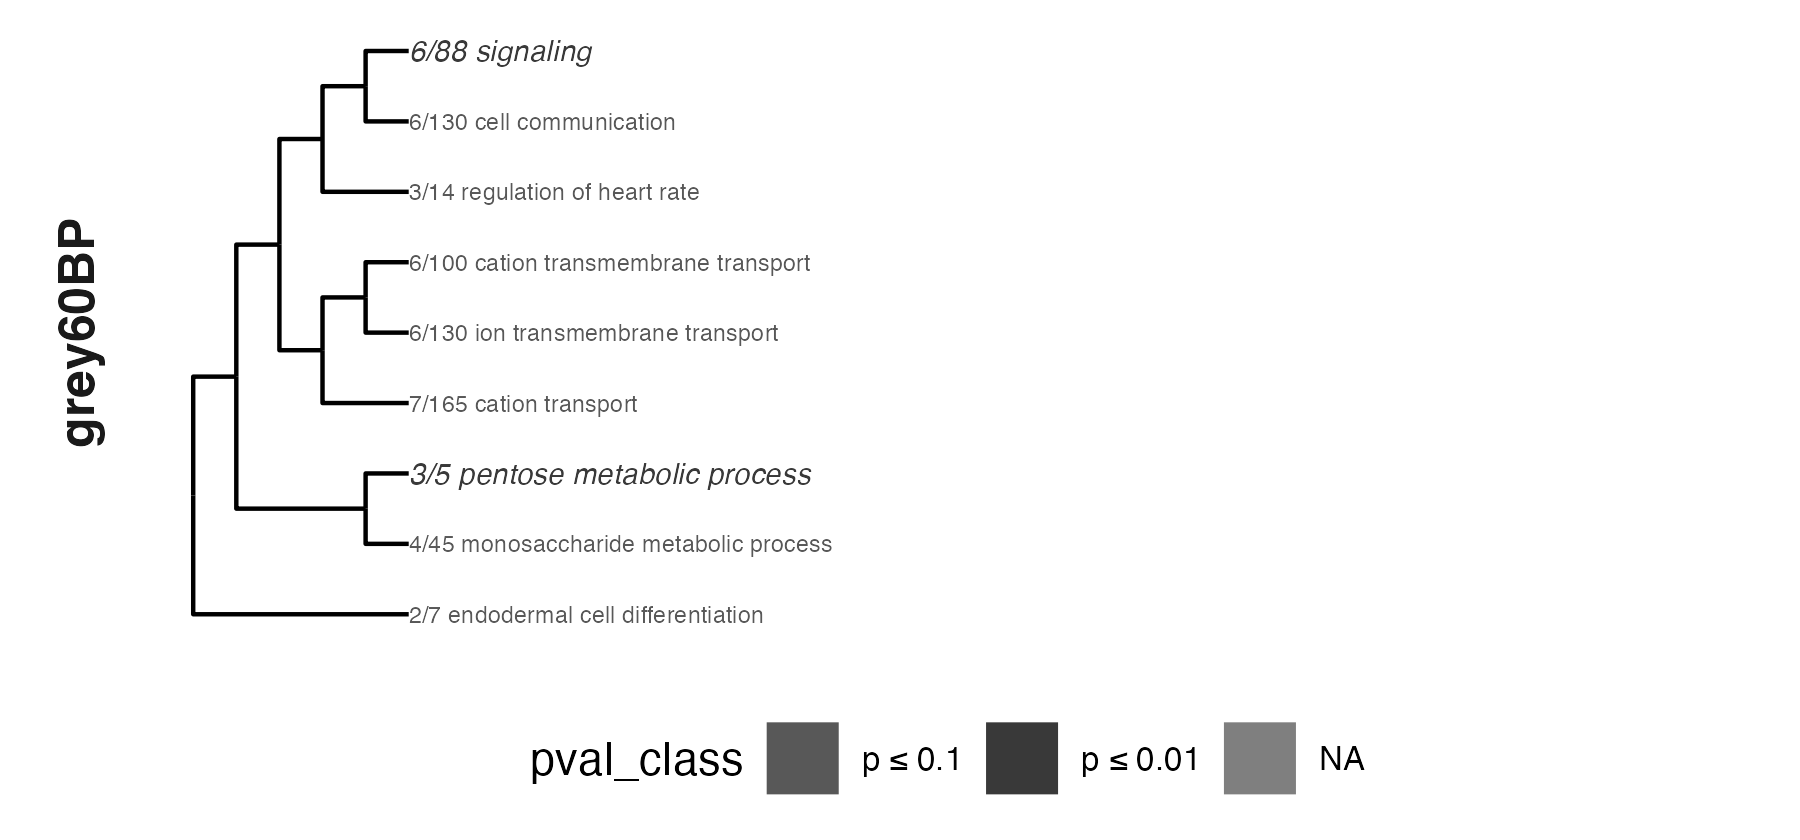 grey60BP
6/88 signaling
6/130 cell communication
3/14 regulation of heart rate
6/100 cation transmembrane transport
6/130 ion transmembrane transport
7/165 cation transport
3/5 pentose metabolic process
4/45 monosaccharide metabolic process
2/7 endodermal cell differentiation
pval_class p ≤ 0.1 p ≤ 0.01 NA